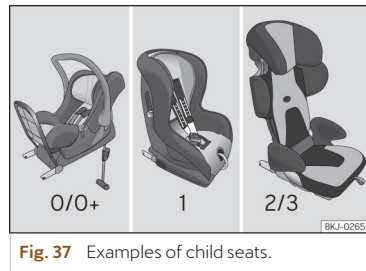 0/0+ 1 2/3
BKJ-0265
Fig. 37 Examples of child seats.